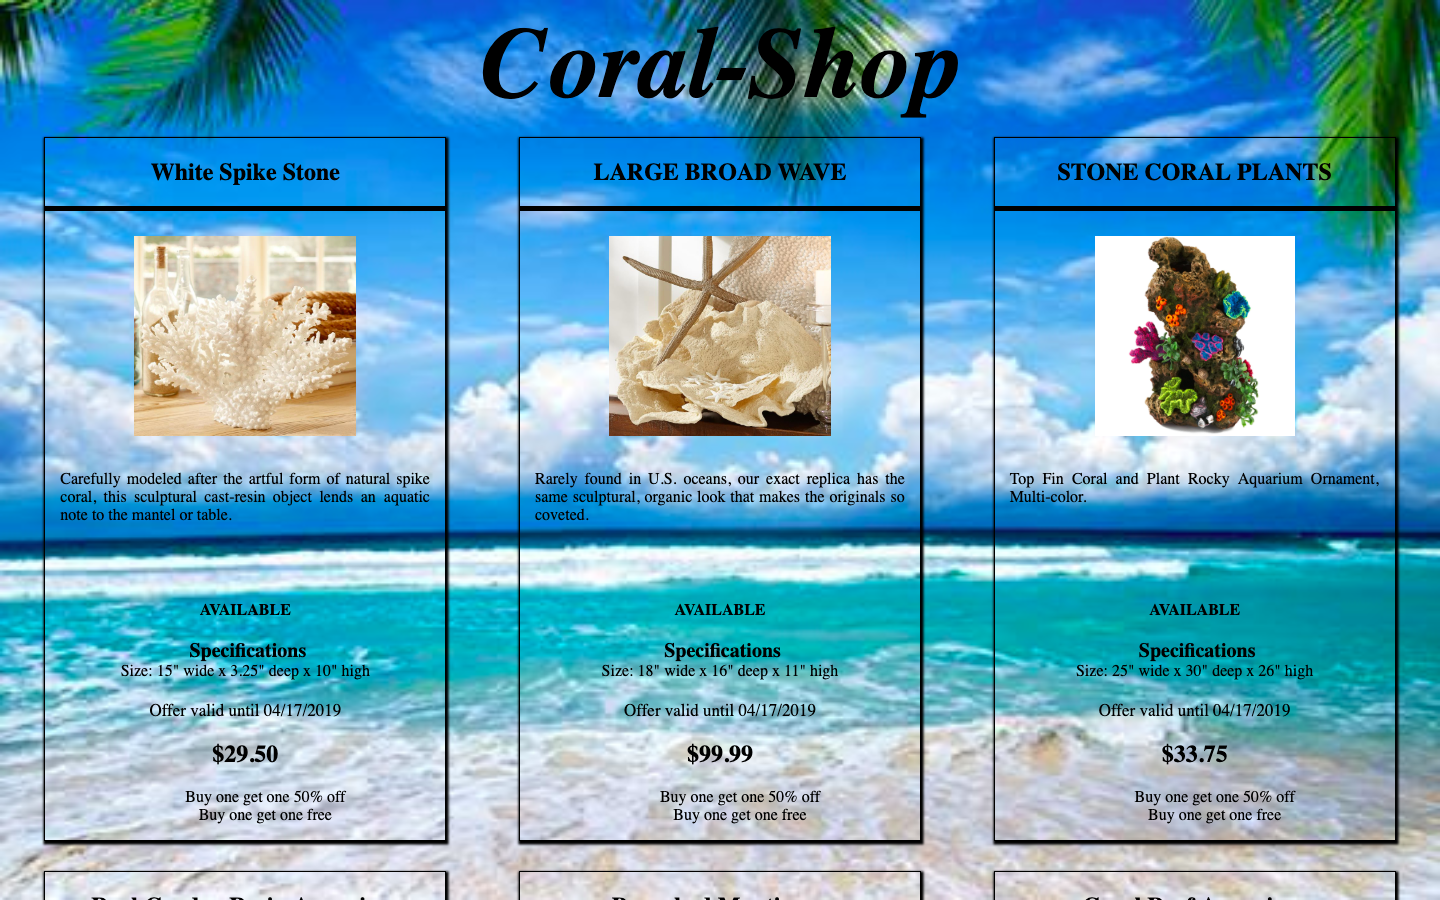 Coral-Shop
White Spike Stone
Carefully modeled after the artful form of natural spike
coral, this sculptural cast-resin object lends an aquatic
note to the mantel or table.
AVAILABLE
Specifications
Size: 15" wide x 3.25" deep x 10" high
Offer valid until 04/17/2019
$29.50
Buy one get one 50% off
Buy one get one free
LARGE BROAD WAVE
Rarely found in U.S. oceans, our exact replica has the
same sculptural, organic look that makes the originals so
coveted.
AVAILABLE
Specifications
Size: 18" wide x 16" deep x 11" high
Offer valid until 04/17/2019
$99.99
Buy one get one 50% off
Buy one get one free
STONE CORAL PLANTS
Top Fin Coral and Plant Rocky Aquarium Ornament,
Multi-color.
AVAILABLE
Specifications
Size: 25" wide x 30" deep x 26" high
Offer valid until 04/17/2019
$33.75
Buy one get one 50% off
Buy one get one free